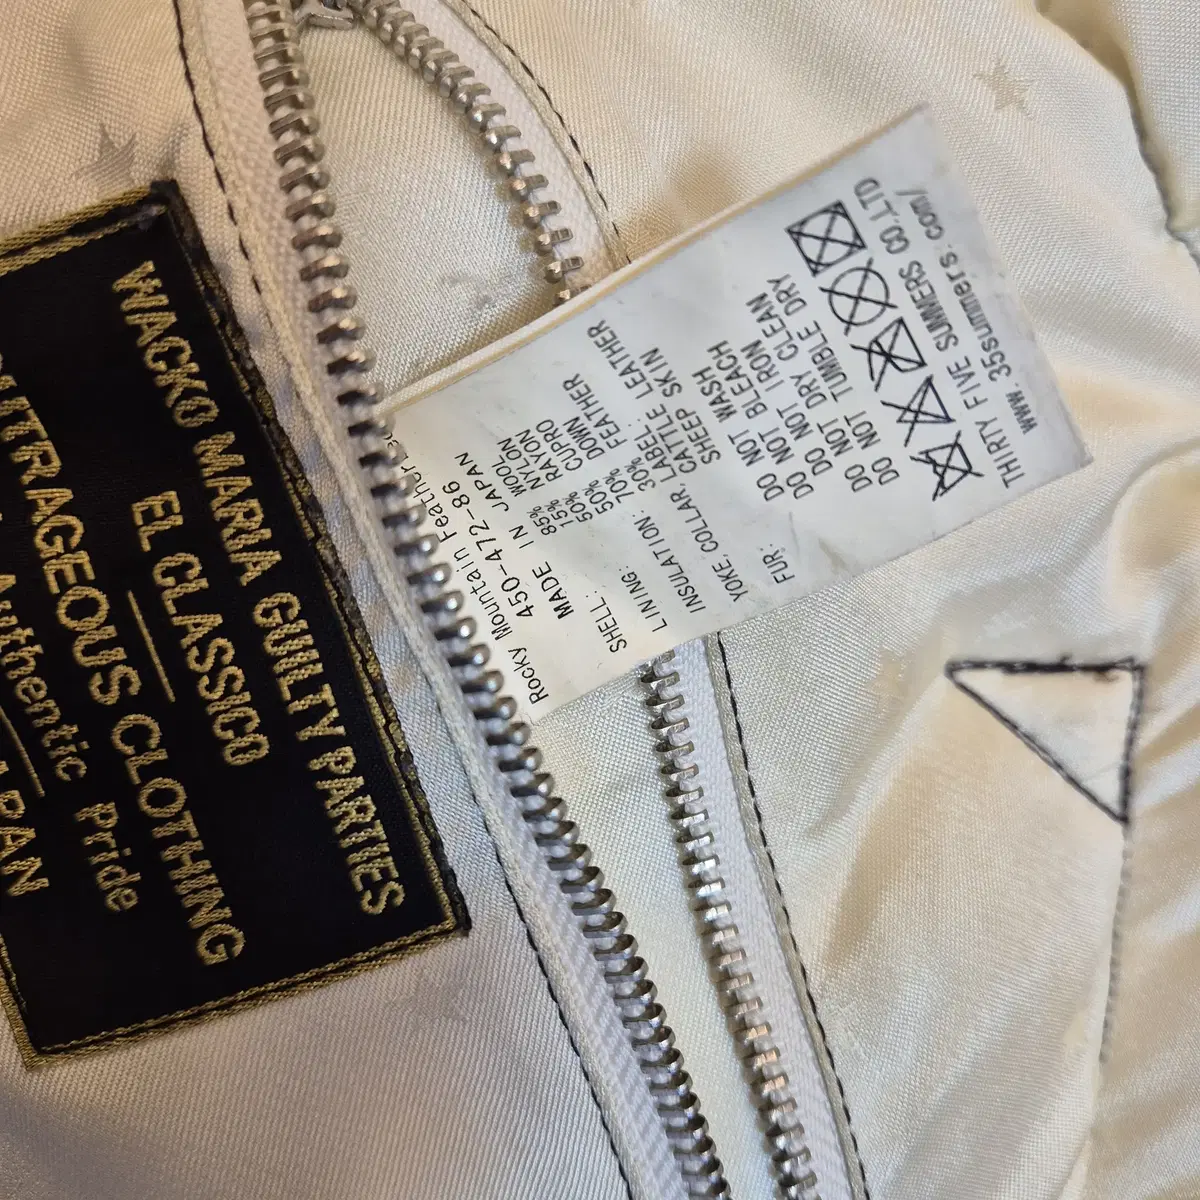 WACKO MARIA GUILTY PARTIES
EL CLASSICO
OUTRAGEOUS CLOTHING
Authentic Pride
Rocky Mountain Feather
450-472-86
MADE IN JAPAN
SHELL: 85% WOOL
15% NYLON
LINING: 50% RAYON
50% CUPRO
INSULATION: 70% DOWN
30% FEATHER
YOKE, COLLAR, LABEL: CATTLE LEATHER
FUR: SHEEP SKIN
DO NOT WASH
DO NOT BLEACH
DO NOT IRON
DO NOT DRY CLEAN
DO NOT TUMBLE DRY
THIRTY FIVE SUMMERS CO.,LTD
www.35summers.com/